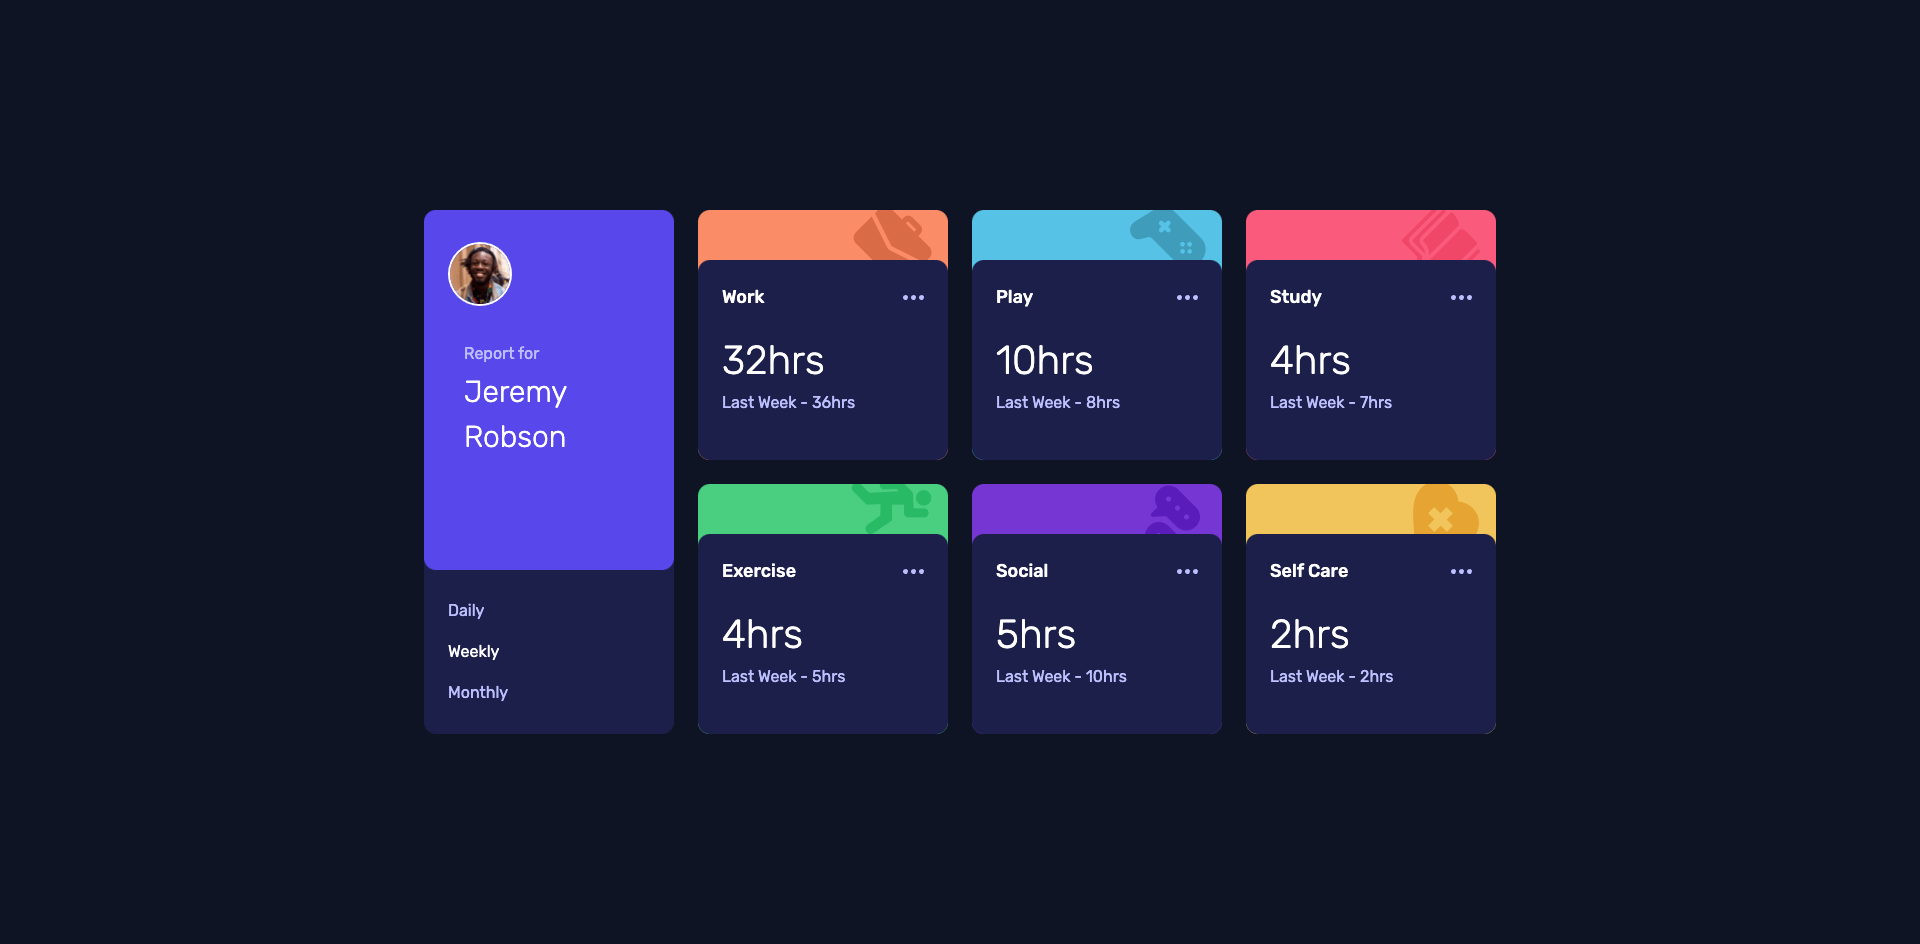 Report for
Jeremy
Robson
Daily
Weekly
Monthly
Work
32hrs
Last Week - 36hrs
Play
10hrs
Last Week - 8hrs
Study
4hrs
Last Week - 7hrs
Exercise
4hrs
Last Week - 5hrs
Social
5hrs
Last Week - 10hrs
Self Care
2hrs
Last Week - 2hrs